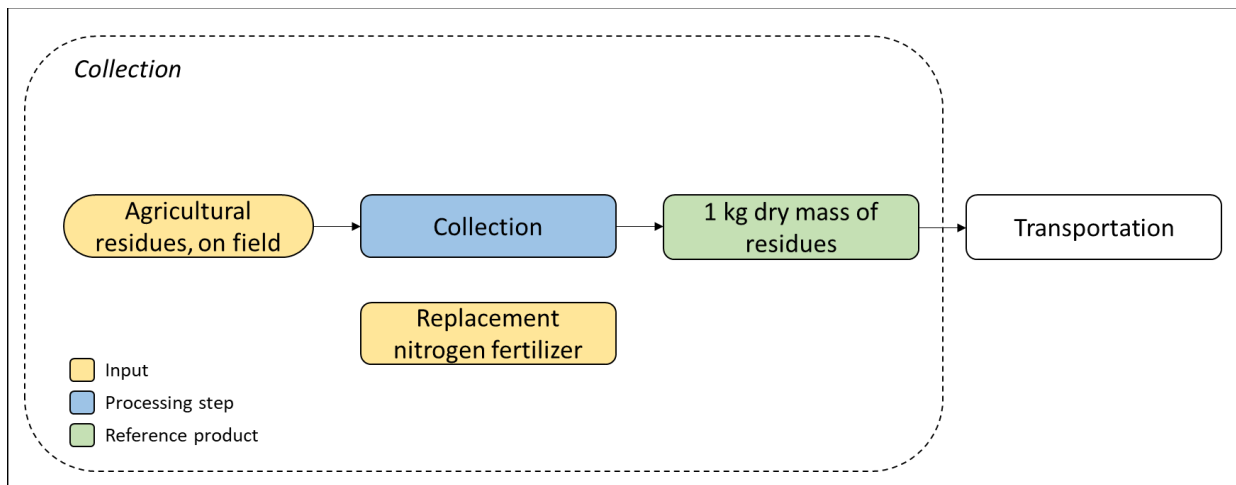 Collection
Agricultural
residues, on field
Collection
1 kg dry mass of
residues
Transportation
Replacement
nitrogen fertilizer
Input
Processing step
Reference product